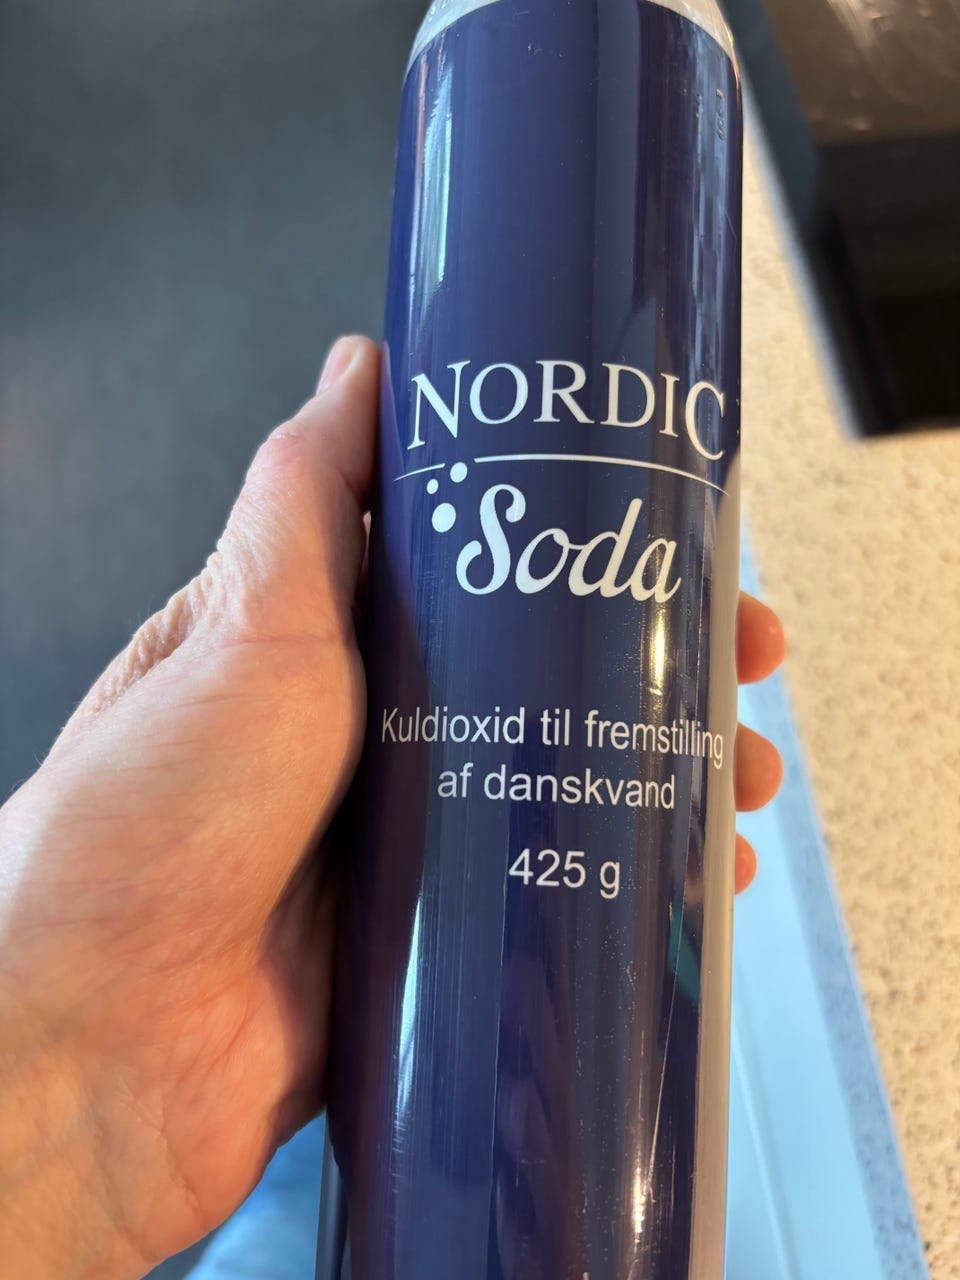 NORDIC
Soda
Kuldioxid til fremstilling
af danskvand
425 g